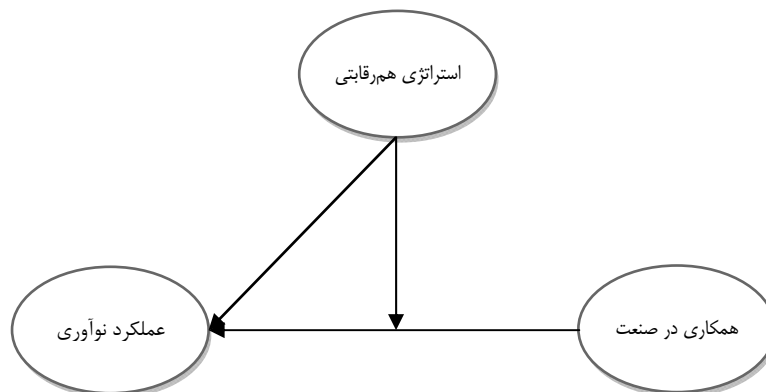 استراتژی هم‌رقابتی
همکاری در صنعت
عملکرد نوآوری